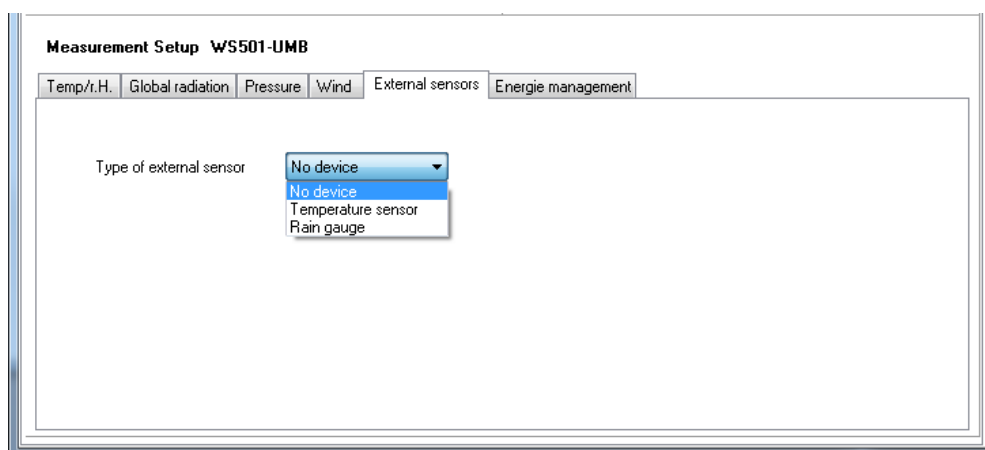 Measurement Setup WS501-UMB
Temp/r.H. Global radiation Pressure Wind External sensors Energie management
Type of external sensor No device
No device
Temperature sensor
Rain gauge